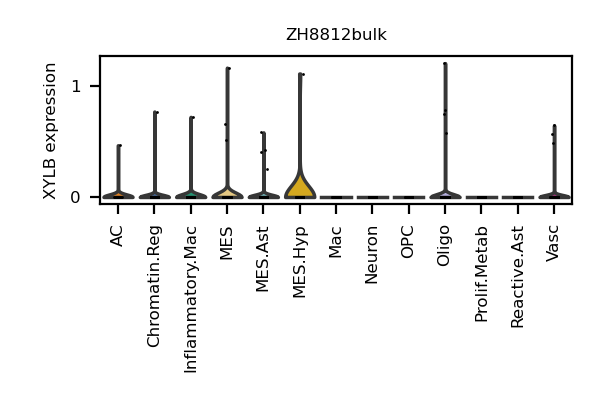 ZH8812bulk
XYLB expression
1
0
AC
Chromatin.Reg
Inflammatory.Mac
MES
MES.Ast
MES.Hyp
Mac
Neuron
OPC
Oligo
Prolif.Metab
Reactive.Ast
Vasc